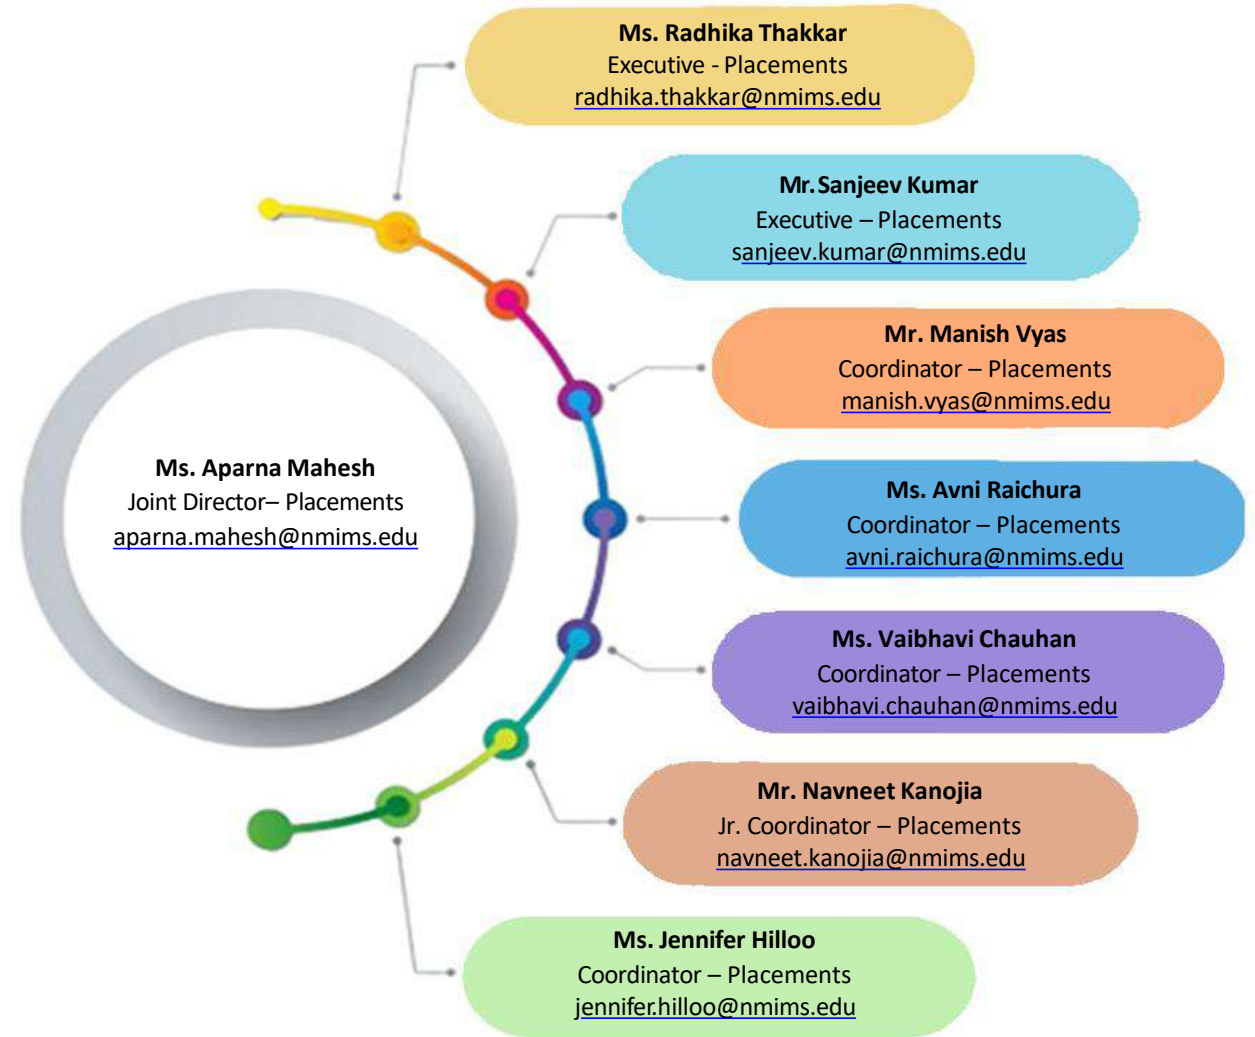 Ms. Radhika Thakkar
Executive - Placements
radhika.thakkar@nmims.edu
Mr. Sanjeev Kumar
Executive – Placements
sanjeev.kumar@nmims.edu
Mr. Manish Vyas
Coordinator – Placements
manish.vyas@nmims.edu
Ms. Aparna Mahesh
Joint Director– Placements
aparna.mahesh@nmims.edu
Ms. Avni Raichura
Coordinator – Placements
avni.raichura@nmims.edu
Ms. Vaibhavi Chauhan
Coordinator – Placements
vaibhavi.chauhan@nmims.edu
Mr. Navneet Kanojia
Jr. Coordinator – Placements
navneet.kanojia@nmims.edu
Ms. Jennifer Hilloo
Coordinator – Placements
jennifer.hilloo@nmims.edu